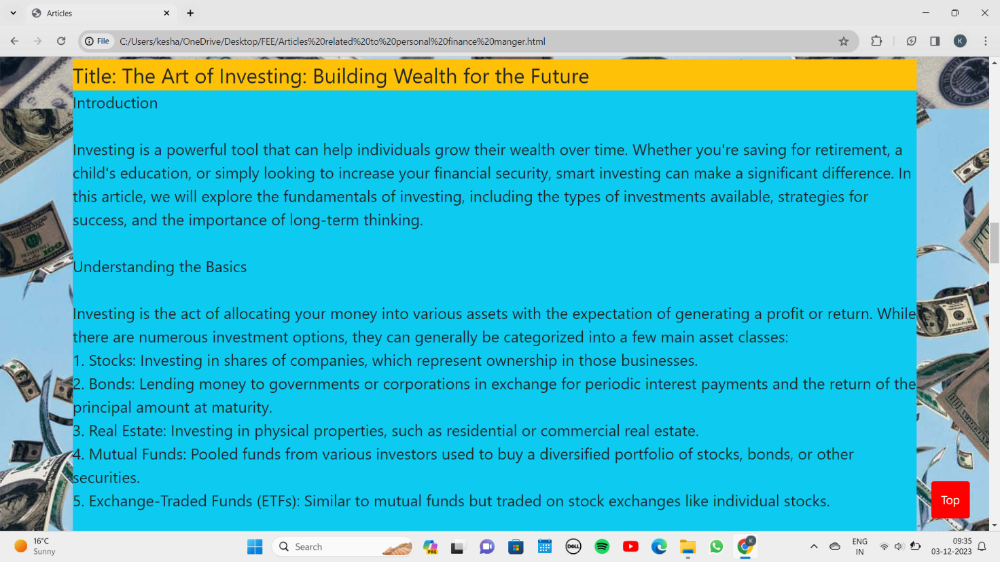 Articles
File C:/Users/kesha/OneDrive/Desktop/FEE/Articles%20related%20to%20personal%20finance%20manger.html
K
Title: The Art of Investing: Building Wealth for the Future
Introduction
Investing is a powerful tool that can help individuals grow their wealth over time. Whether you're saving for retirement, a
child's education, or simply looking to increase your financial security, smart investing can make a significant difference. In
this article, we will explore the fundamentals of investing, including the types of investments available, strategies for
success, and the importance of long-term thinking.
Understanding the Basics
Investing is the act of allocating your money into various assets with the expectation of generating a profit or return. While
there are numerous investment options, they can generally be categorized into a few main asset classes:
1. Stocks: Investing in shares of companies, which represent ownership in those businesses.
2. Bonds: Lending money to governments or corporations in exchange for periodic interest payments and the return of the
principal amount at maturity.
3. Real Estate: Investing in physical properties, such as residential or commercial real estate.
4. Mutual Funds: Pooled funds from various investors used to buy a diversified portfolio of stocks, bonds, or other
securities.
5. Exchange-Traded Funds (ETFs): Similar to mutual funds but traded on stock exchanges like individual stocks.
Top
16°C
Sunny
Search
PRE
DELL
K
ENG
IN
09:35
03-12-2023